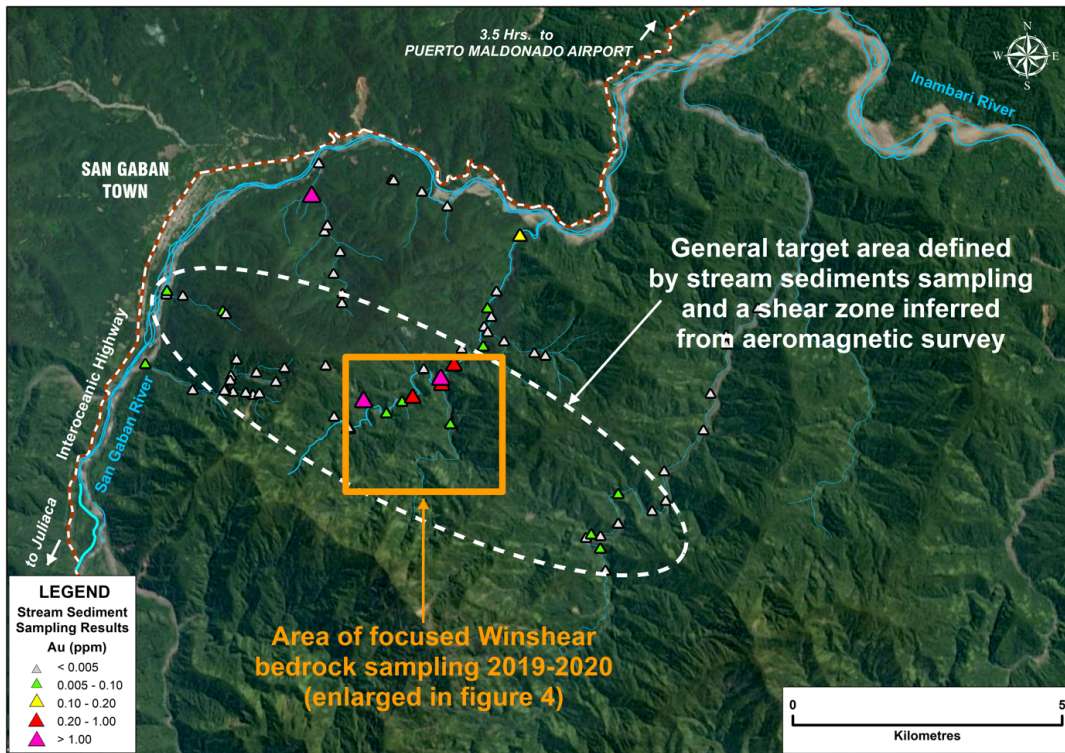 3.5 Hrs. to
PUERTO MALDONADO AIRPORT
N
W E
S
Inambari River
SAN GABAN
TOWN
General target area defined
by stream sediments sampling
and a shear zone inferred
from aeromagnetic survey
Interoceanic Highway
San Gaban River
to Juliaca
LEGEND
Stream Sediment
Sampling Results
Au (ppm)
< 0.005
0.005 - 0.10
0.10 - 0.20
0.20 - 1.00
> 1.00
Area of focused Winshear
bedrock sampling 2019-2020
(enlarged in figure 4)
0 5
Kilometres